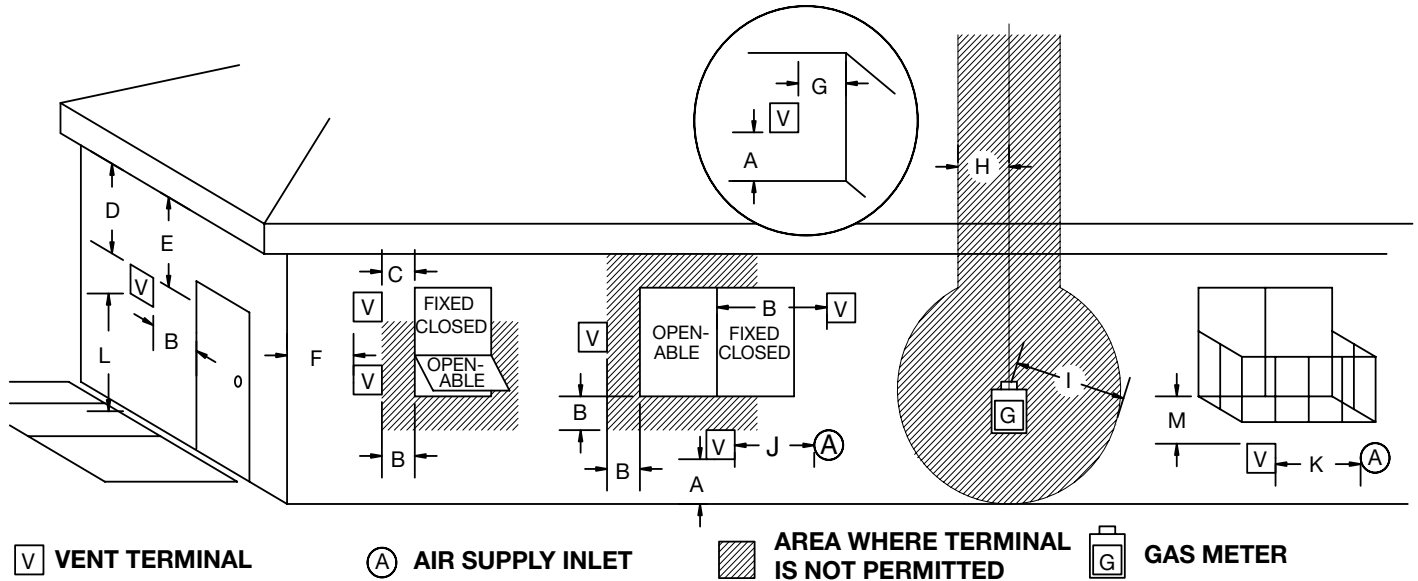 G
V
A
H
D
E
V
B
L
F
C
V
FIXED
CLOSED
V
OPEN-
ABLE
B
V
OPEN-
ABLE
FIXED
CLOSED
B
V
B
B
V
J
A
A
I
G
M
V
K
A
V VENT TERMINAL
A AIR SUPPLY INLET
AREA WHERE TERMINAL
IS NOT PERMITTED
G GAS METER